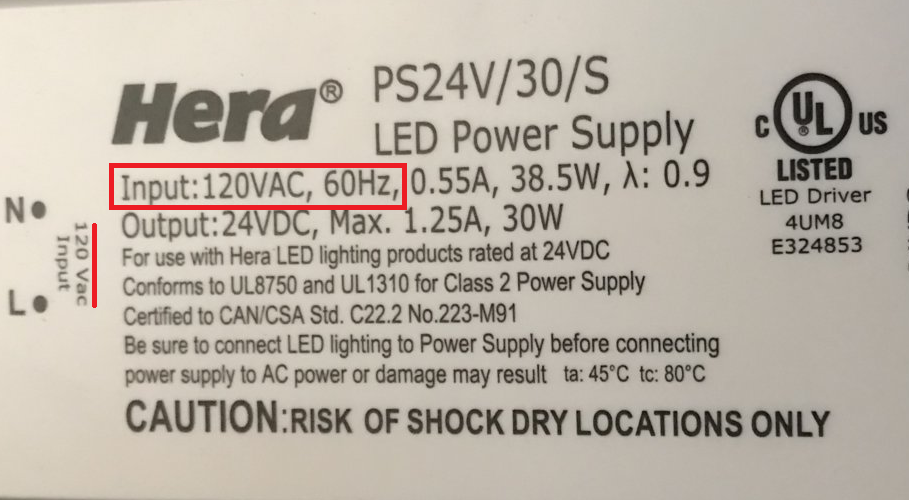 Hera® PS24V/30/S
LED Power Supply
Input:120VAC, 60Hz, 0.55A, 38.5W, λ: 0.9
Output:24VDC, Max. 1.25A, 30W
For use with Hera LED lighting products rated at 24VDC
Conforms to UL8750 and UL1310 for Class 2 Power Supply
Certified to CAN/CSA Std. C22.2 No.223-M91
Be sure to connect LED lighting to Power Supply before connecting
power supply to AC power or damage may result ta: 45°C tc: 80°C
CAUTION:RISK OF SHOCK DRY LOCATIONS ONLY
N
L
120 Vac
Input
C UL® US
LISTED
LED Driver
4UM8
E324853